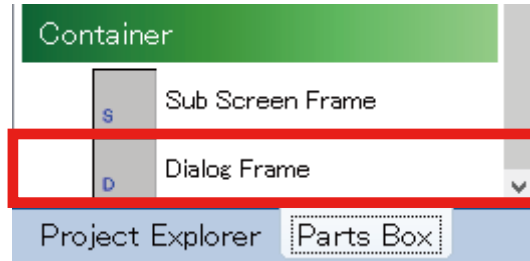 Container
S
Sub Screen Frame
D
Dialog Frame
Project Explorer Parts Box